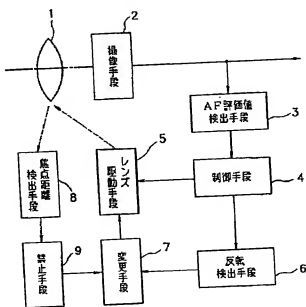 1
2
撮像手段
AF評価値
検出手段
3
5
レンズ
駆動手段
制御手段
4
焦点距離
検出手段
8
禁止手段
9
変更手段
7
反転
検出手段
6